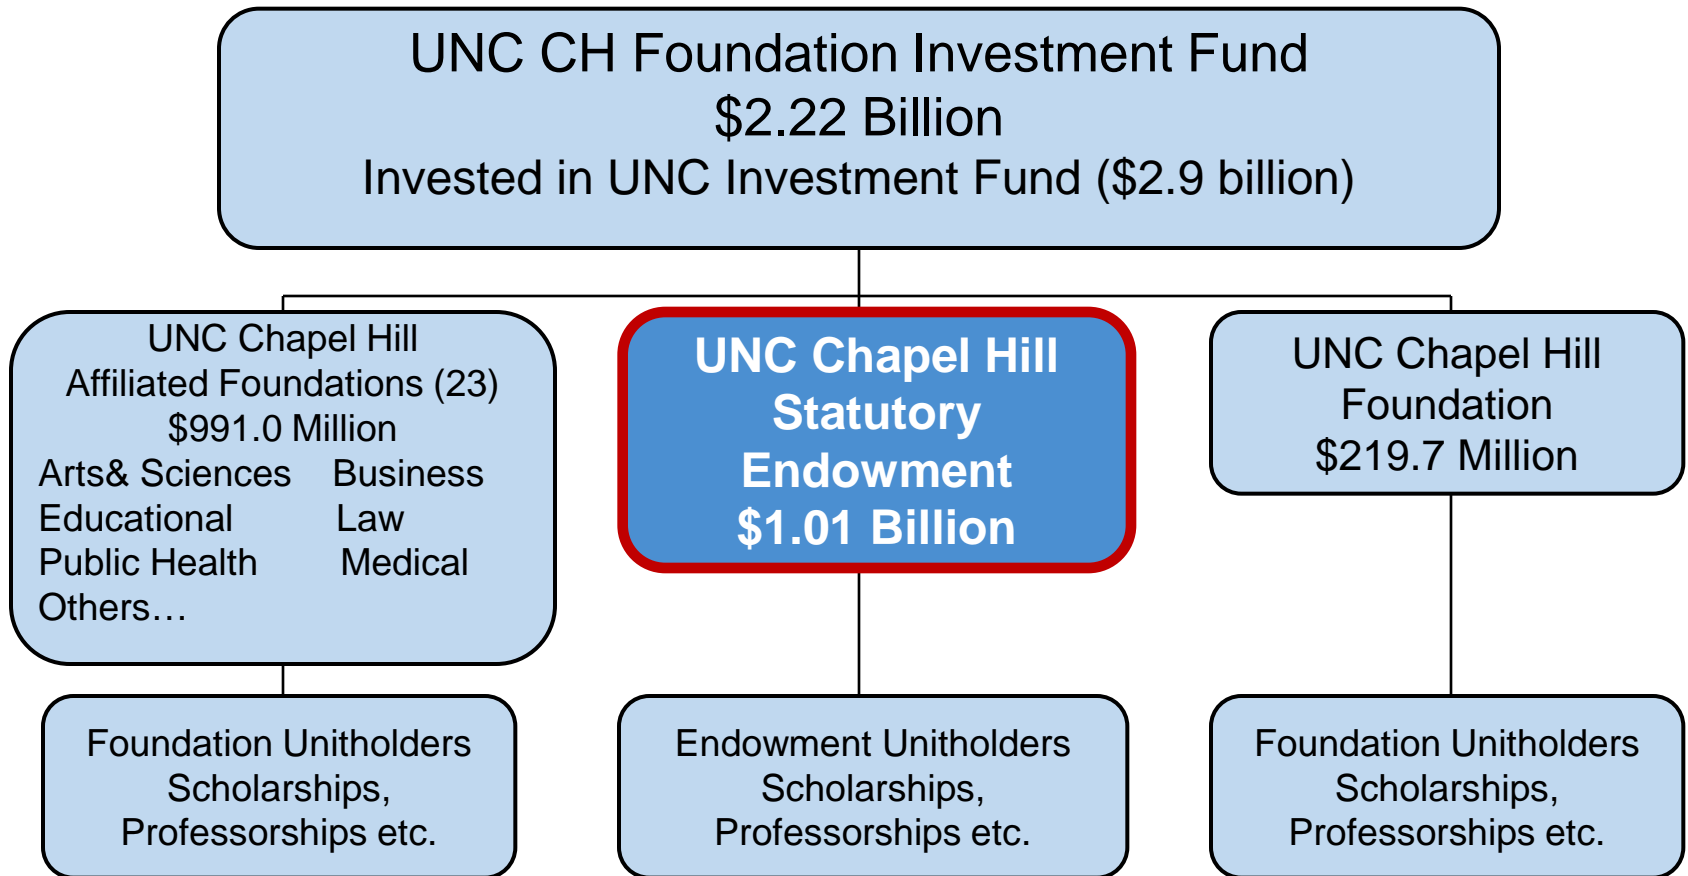 UNC CH Foundation Investment Fund
$2.22 Billion
Invested in UNC Investment Fund ($2.9 billion)
UNC Chapel Hill
Affiliated Foundations (23)
$991.0 Million
Arts& Sciences Business
Educational Law
Public Health Medical
Others…
UNC Chapel Hill
Statutory
Endowment
$1.01 Billion
UNC Chapel Hill
Foundation
$219.7 Million
Foundation Unitholders
Scholarships,
Professorships etc.
Endowment Unitholders
Scholarships,
Professorships etc.
Foundation Unitholders
Scholarships,
Professorships etc.